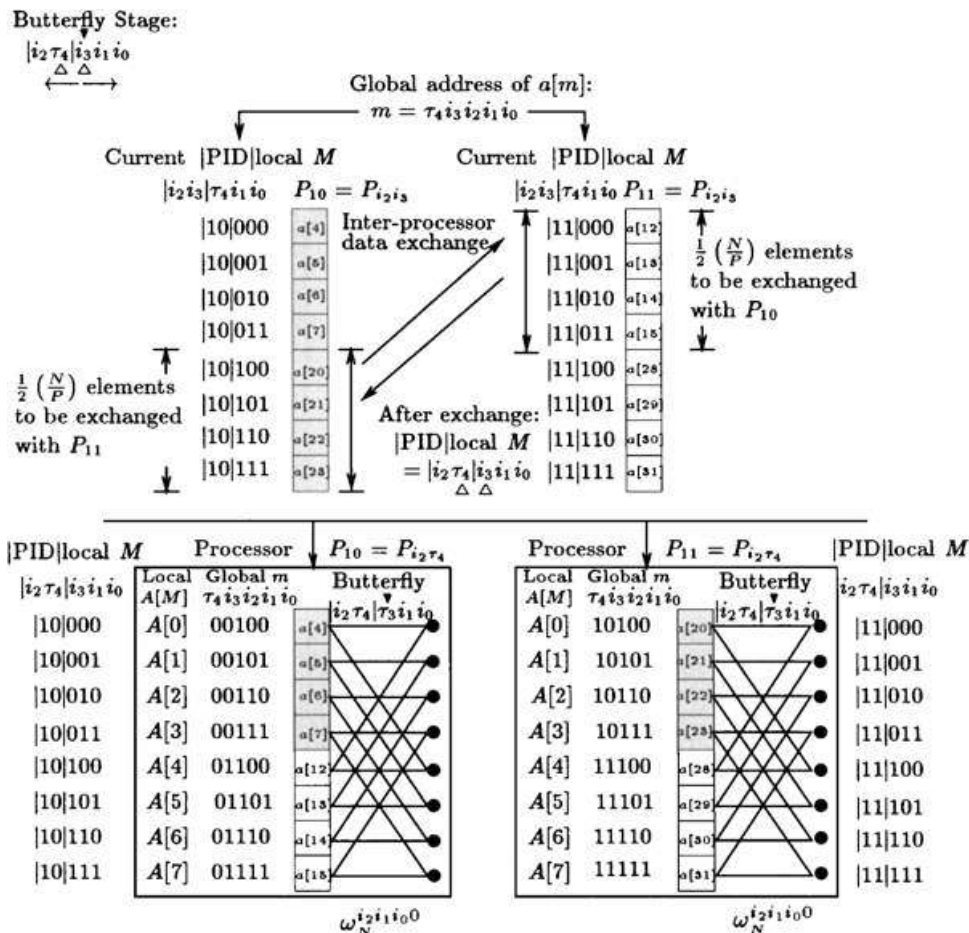 Butterfly Stage:
|i₂τ₄|i₃i₁i₀
Global address of a[m]:
m = τ₄i₃i₂i₁i₀
Current |PID|local M
Current |PID|local M
|i₂i₃|τ₄i₁i₀ P₁₀ = P_{i₂i₃}
|i₂i₃|τ₄i₁i₀ P₁₁ = P_{i₂i₃}
|10|000 a[4]
|10|001 a[5]
|10|010 a[6]
|10|011 a[7]
|10|100 a[20]
|10|101 a[21]
|10|110 a[22]
|10|111 a[23]
½ (N/P) elements
to be exchanged
with P₁₁
Inter-processor
data exchange
|11|000 a[12]
|11|001 a[13]
|11|010 a[14]
|11|011 a[15]
|11|100 a[28]
|11|101 a[29]
|11|110 a[30]
|11|111 a[31]
½ (N/P) elements
to be exchanged
with P₁₀
After exchange:
|PID|local M
= |i₂τ₄|i₃i₁i₀
|PID|local M
Processor P₁₀ = P_{i₂τ₄}
|i₂τ₄|i₃i₁i₀
Local Global m Butterfly
A[M] τ₄i₃i₂i₁i₀ |i₂τ₄|τ₃i₁i₀
|10|000 A[0] 00100 a[4]
|10|001 A[1] 00101 a[5]
|10|010 A[2] 00110 a[6]
|10|011 A[3] 00111 a[7]
|10|100 A[4] 01100 a[12]
|10|101 A[5] 01101 a[13]
|10|110 A[6] 01110 a[14]
|10|111 A[7] 01111 a[15]
ω_N^{i₂i₁i₀0}
Processor P₁₁ = P_{i₂τ₄}
|PID|local M
|i₂τ₄|i₃i₁i₀
Local Global m Butterfly
A[M] τ₄i₃i₂i₁i₀ |i₂τ₄|τ₃i₁i₀
A[0] 10100 a[20] |11|000
A[1] 10101 a[21] |11|001
A[2] 10110 a[22] |11|010
A[3] 10111 a[23] |11|011
A[4] 11100 a[28] |11|100
A[5] 11101 a[29] |11|101
A[6] 11110 a[30] |11|110
A[7] 11111 a[31] |11|111
ω_N^{i₂i₁i₀0}